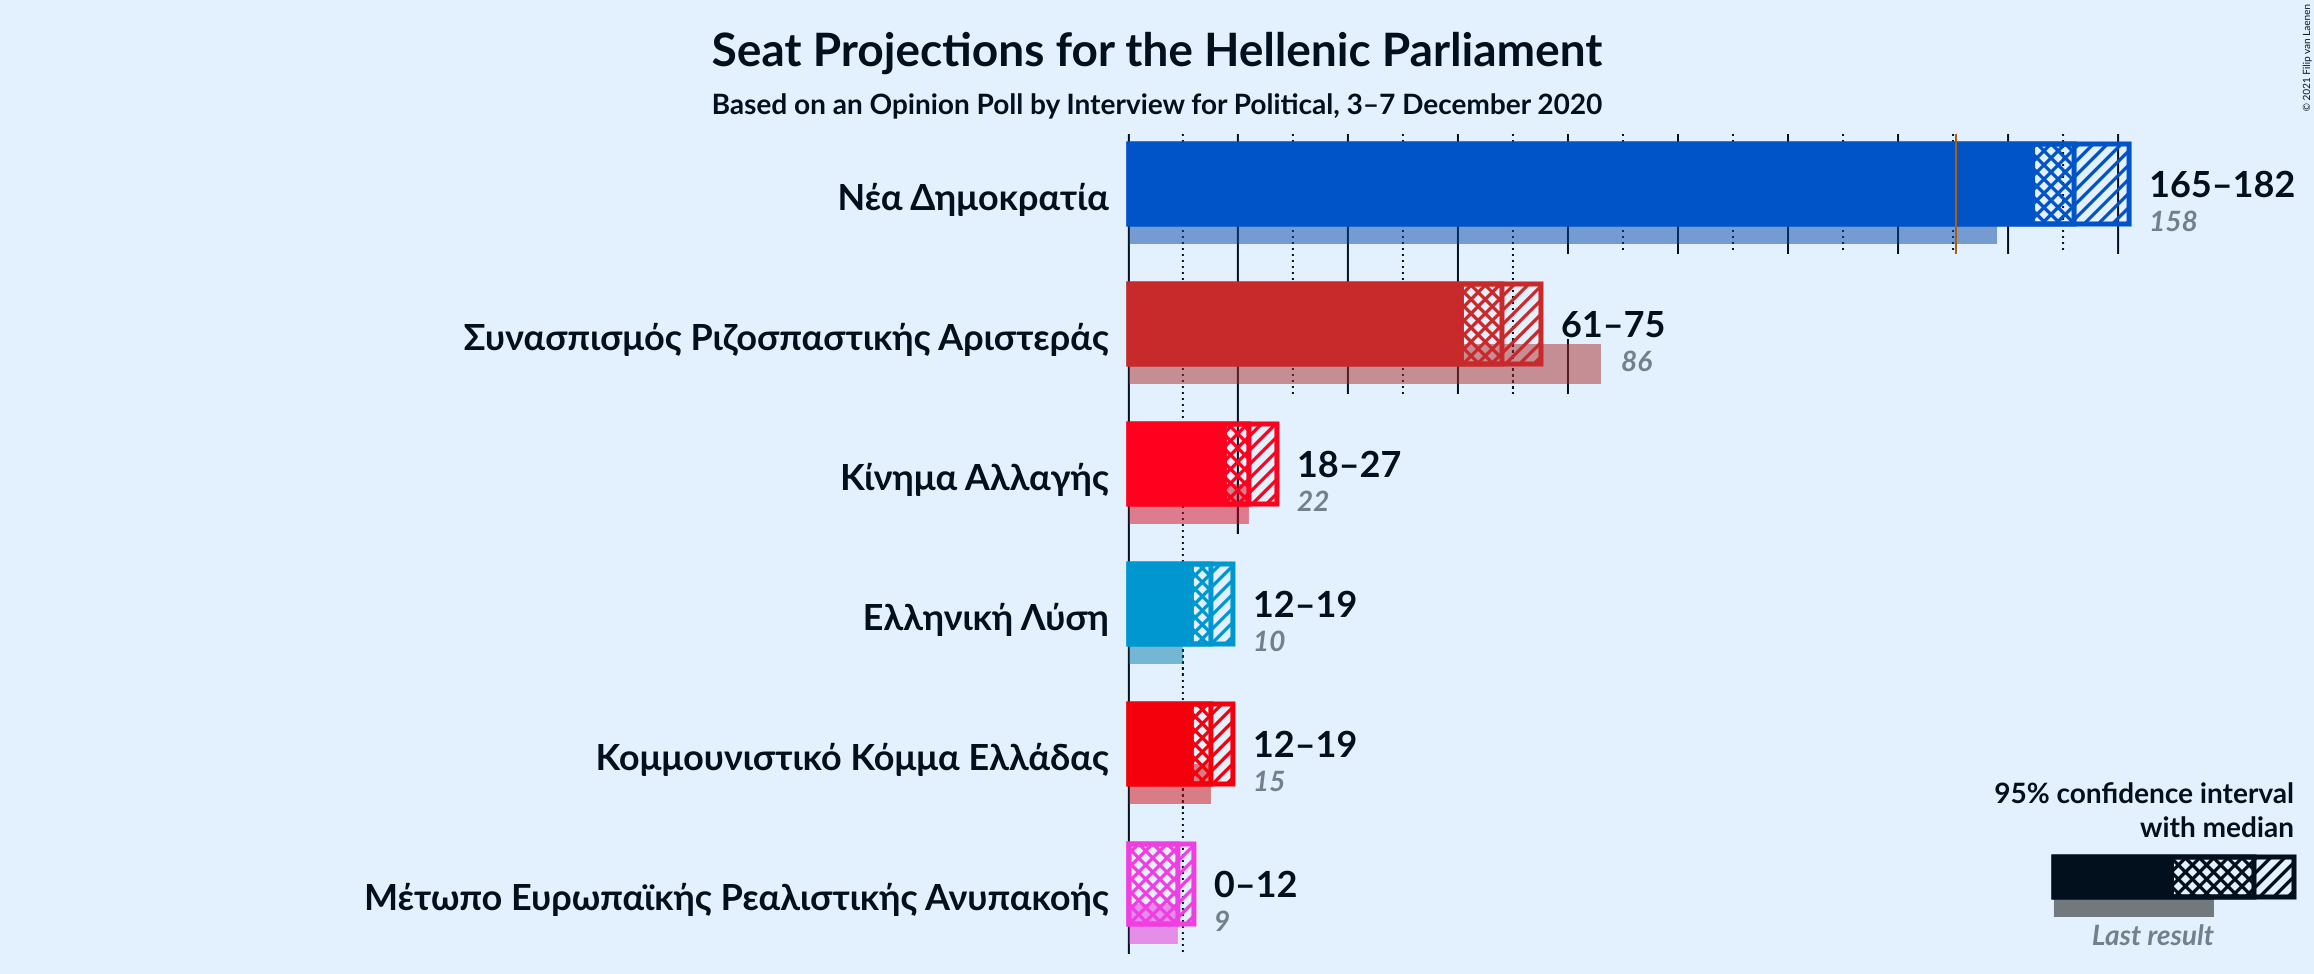 Seat Projections for the Hellenic Parliament
Based on an Opinion Poll by Interview for Political, 3–7 December 2020
© 2021 Filip van Laenen
Νέα Δημοκρατία
165–182
158
Συνασπισμός Ριζοσπαστικής Αριστεράς
61–75
86
Κίνημα Αλλαγής
18–27
22
Ελληνική Λύση
12–19
10
Κομμουνιστικό Κόμμα Ελλάδας
12–19
15
Μέτωπο Ευρωπαϊκής Ρεαλιστικής Ανυπακοής
0–12
9
95% confidence interval
with median
Last result